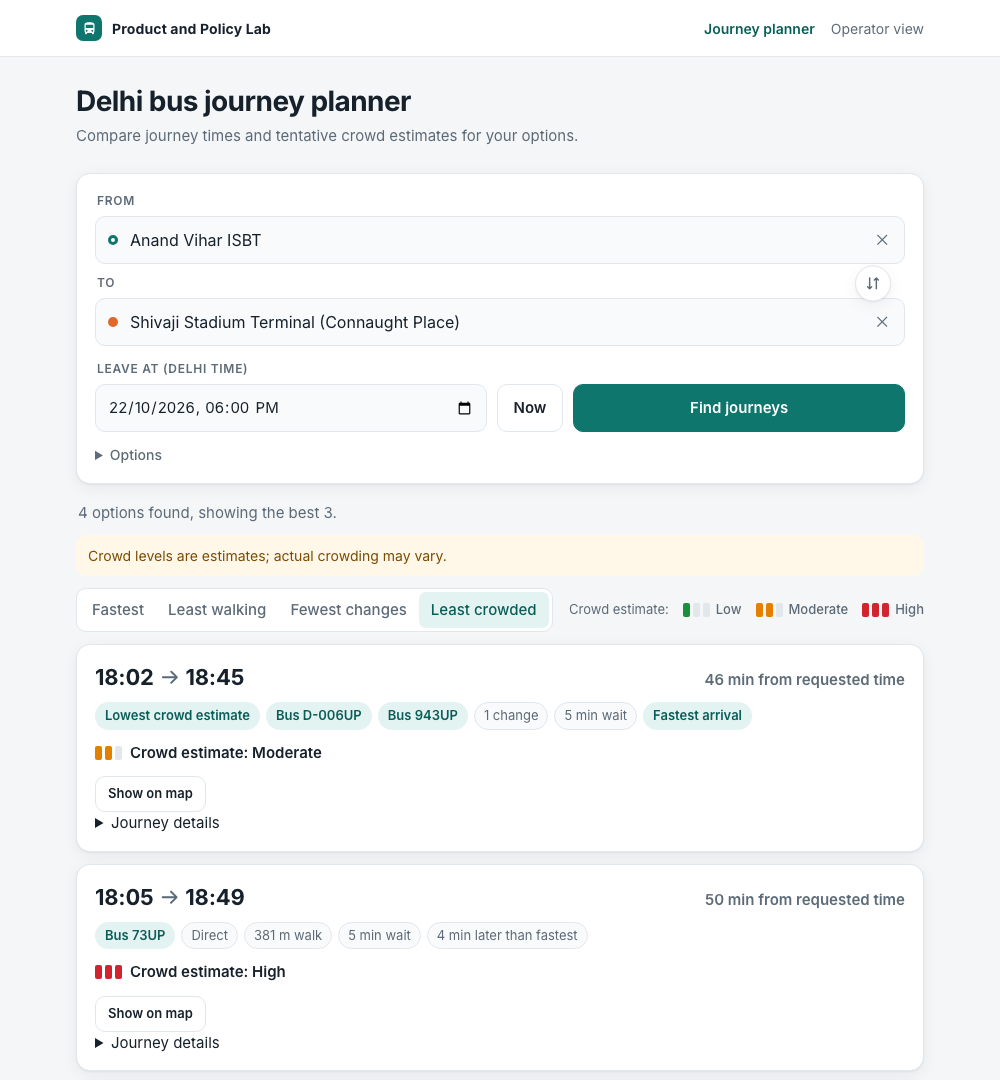 Product and Policy Lab
Journey planner Operator view
Delhi bus journey planner
Compare journey times and tentative crowd estimates for your options.
FROM
Anand Vihar ISBT
TO
Shivaji Stadium Terminal (Connaught Place)
LEAVE AT (DELHI TIME)
22/10/2026, 06:00 PM
Now
Find journeys
Options
4 options found, showing the best 3.
Crowd levels are estimates; actual crowding may vary.
Fastest Least walking Fewest changes Least crowded
Crowd estimate: Low Moderate High
18:02 → 18:45
46 min from requested time
Lowest crowd estimate Bus D-006UP Bus 943UP 1 change 5 min wait Fastest arrival
Crowd estimate: Moderate
Show on map
Journey details
18:05 → 18:49
50 min from requested time
Bus 73UP Direct 381 m walk 5 min wait 4 min later than fastest
Crowd estimate: High
Show on map
Journey details